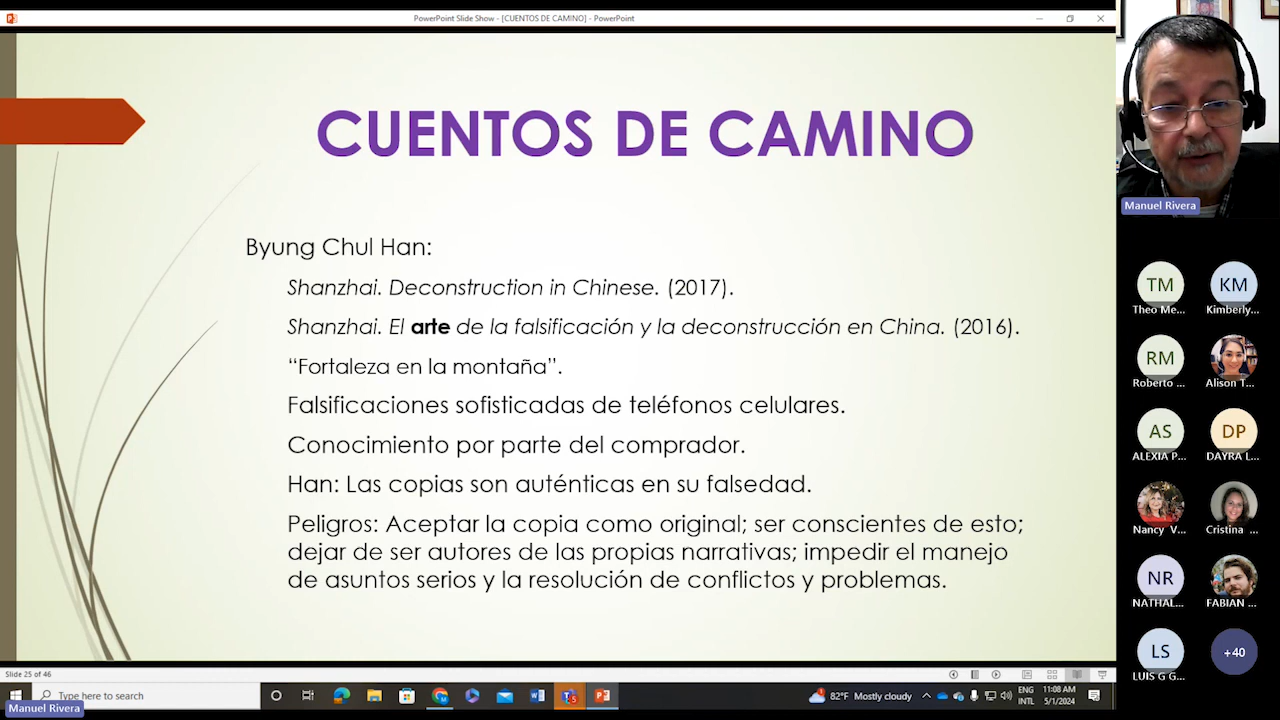 PowerPoint Slide Show - [CUENTOS DE CAMINO] - PowerPoint
CUENTOS DE CAMINO
Byung Chul Han:
Shanzhai. Deconstruction in Chinese. (2017).
Shanzhai. El arte de la falsificación y la deconstrucción en China. (2016).
“Fortaleza en la montaña”.
Falsificaciones sofisticadas de teléfonos celulares.
Conocimiento por parte del comprador.
Han: Las copias son auténticas en su falsedad.
Peligros: Aceptar la copia como original; ser conscientes de esto;
dejar de ser autores de las propias narrativas; impedir el manejo
de asuntos serios y la resolución de conflictos y problemas.
Manuel Rivera
TM
Theo Me...
KM
Kimberly...
RM
Roberto ...
Alison T...
AS
ALEXIA P...
DP
DAYRA L...
Nancy V...
Cristina ...
NR
NATHAL...
FABIAN ...
LS
LUIS G G...
+40
Slide 25 of 46
Type here to search
82°F Mostly cloudy
ENG
INTL
11:08 AM
5/1/2024
Manuel Rivera